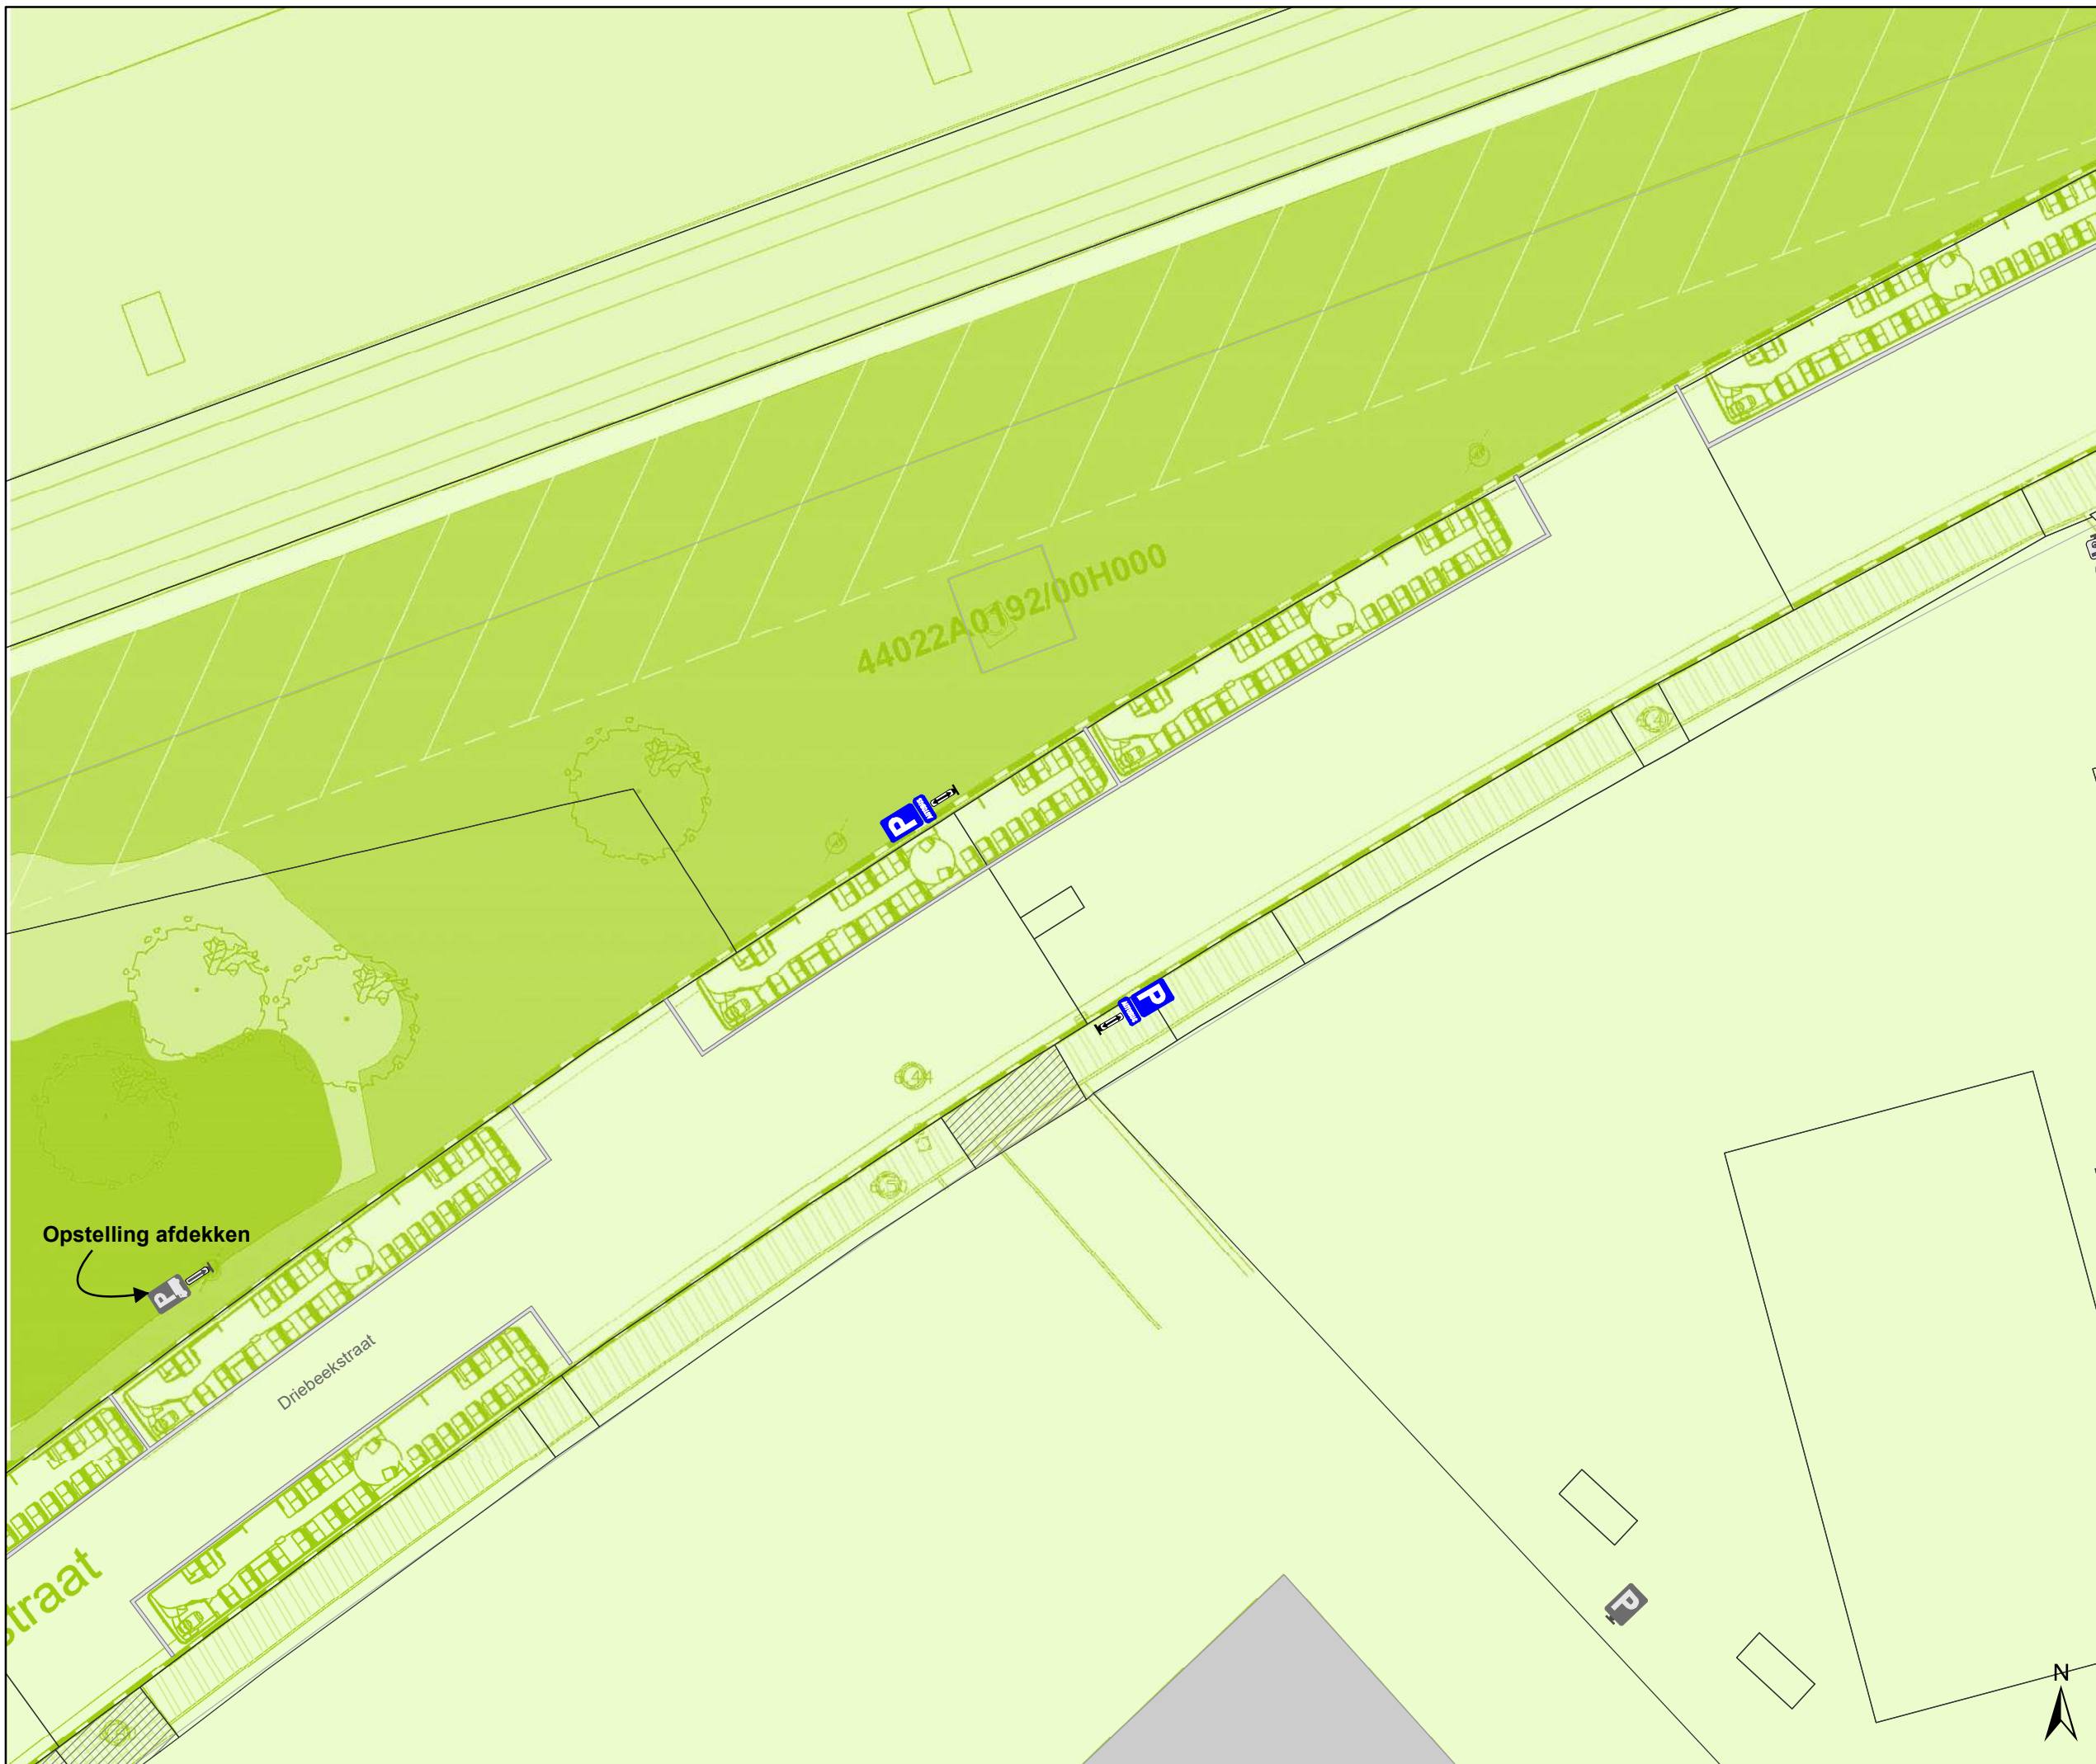 44022A0192/00H000
P
P
Opstelling afdekken
P
Driebeekstraat
straat
P
N